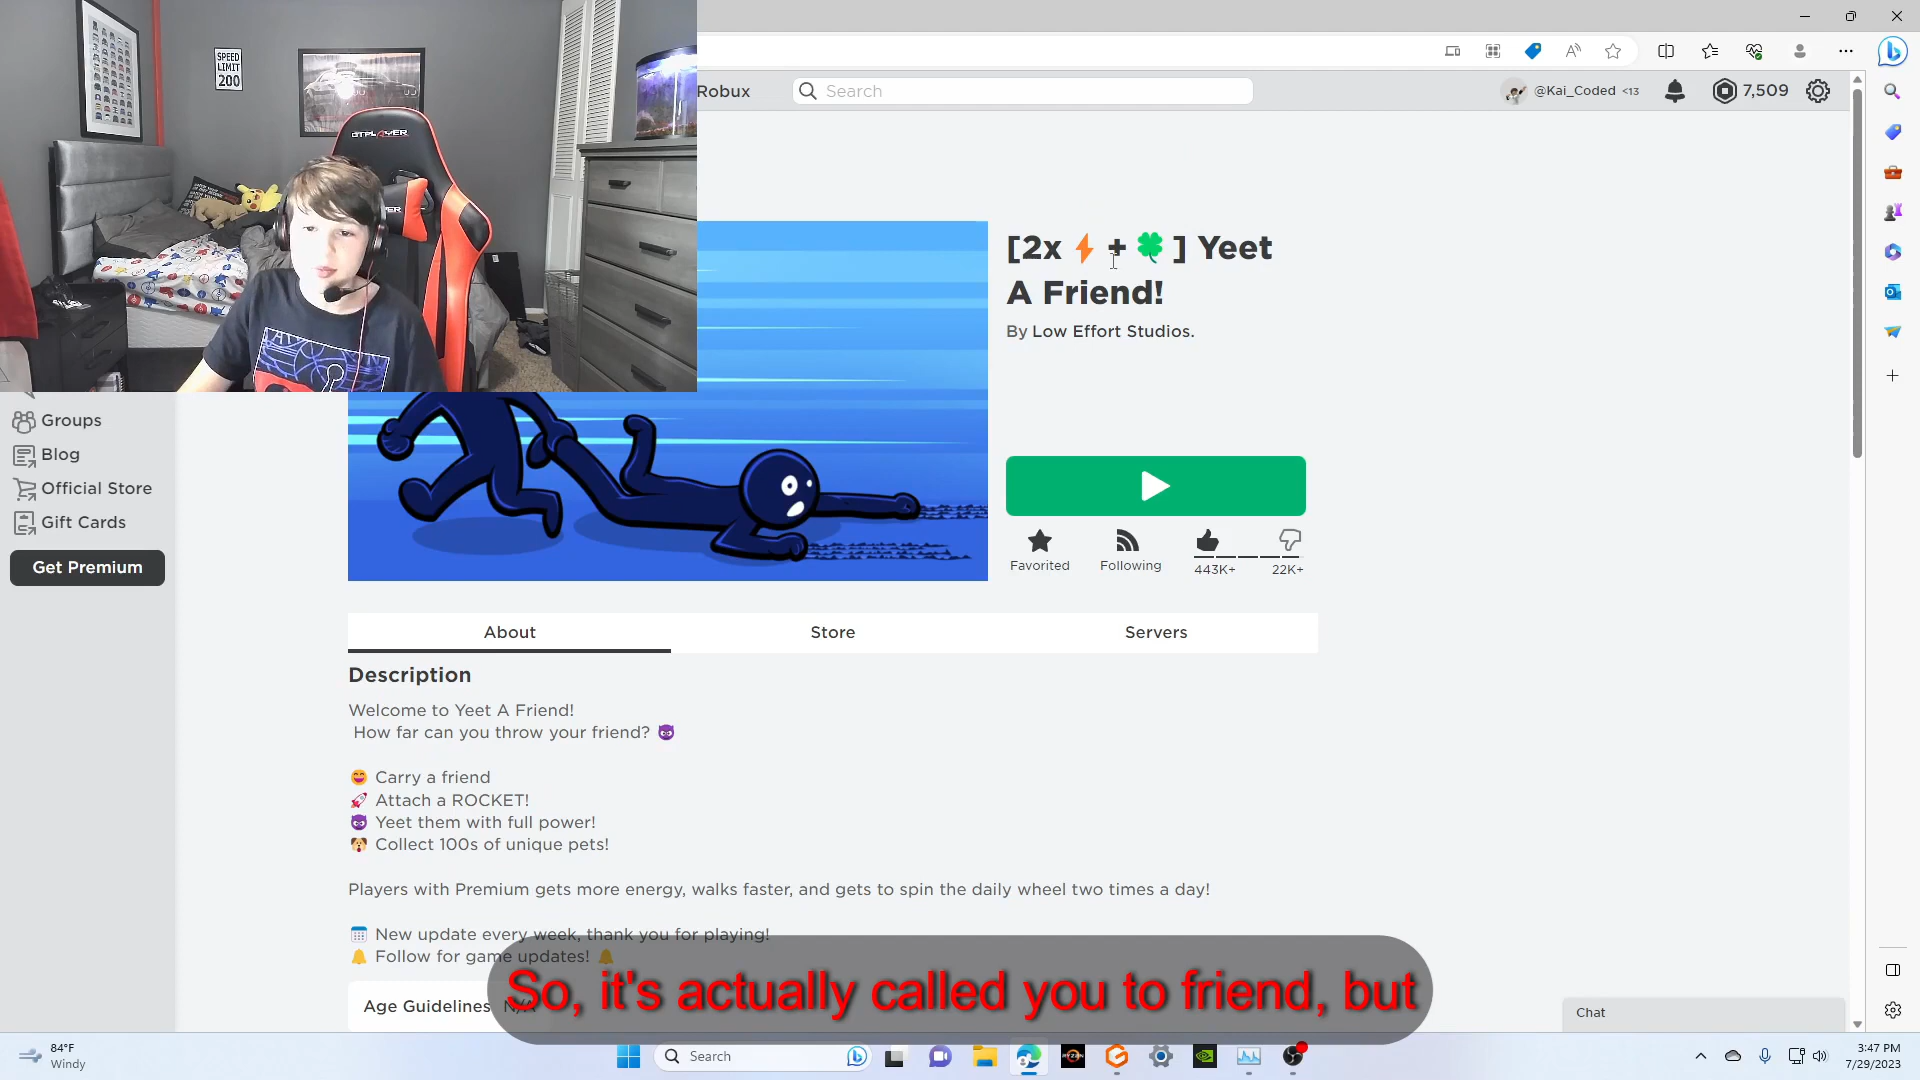 SPEED
LIMIT
200
GTPLAYER
Robux
Search
@Kai_Coded <13
7,509
[2x ⚡ + 🍀 ] Yeet
A Friend!
By Low Effort Studios.
Groups
Blog
Official Store
Gift Cards
Get Premium
Favorited
Following
443K+
22K+
About
Store
Servers
Description
Welcome to Yeet A Friend!
How far can you throw your friend? 😈
😄 Carry a friend
🚀 Attach a ROCKET!
😈 Yeet them with full power!
🐶 Collect 100s of unique pets!
Players with Premium gets more energy, walks faster, and gets to spin the daily wheel two times a day!
📅 New update every week, thank you for playing!
🔔 Follow for game updates! 🔔
Age Guidelines N/A
So, it's actually called you to friend, but
Chat
84°F
Windy
Search
RYZEN
3:47 PM
7/29/2023